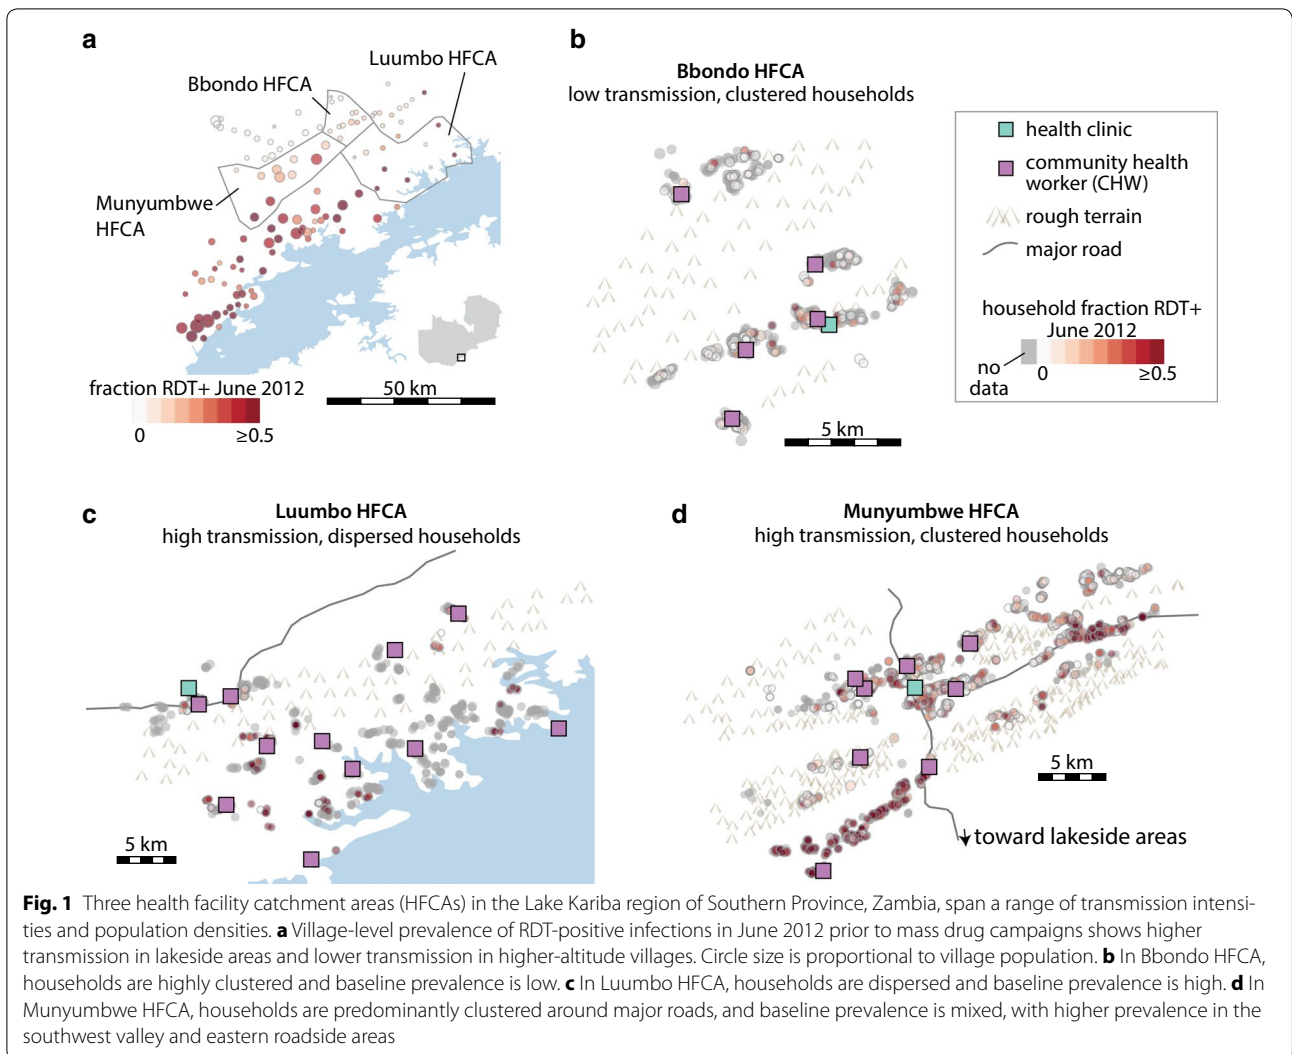 a
Luumbo HFCA
Bbondo HFCA
Munyumbwe
HFCA
fraction RDT+ June 2012
0
≥0.5
50 km
b
Bbondo HFCA
low transmission, clustered households
5 km
health clinic
community health
worker (CHW)
rough terrain
major road
household fraction RDT+
June 2012
no
data
0
≥0.5
c
Luumbo HFCA
high transmission, dispersed households
5 km
d
Munyumbwe HFCA
high transmission, clustered households
5 km
toward lakeside areas
Fig. 1 Three health facility catchment areas (HFCAs) in the Lake Kariba region of Southern Province, Zambia, span a range of transmission intensi-
ties and population densities. a Village-level prevalence of RDT-positive infections in June 2012 prior to mass drug campaigns shows higher
transmission in lakeside areas and lower transmission in higher-altitude villages. Circle size is proportional to village population. b In Bbondo HFCA,
households are highly clustered and baseline prevalence is low. c In Luumbo HFCA, households are dispersed and baseline prevalence is high. d In
Munyumbwe HFCA, households are predominantly clustered around major roads, and baseline prevalence is mixed, with higher prevalence in the
southwest valley and eastern roadside areas